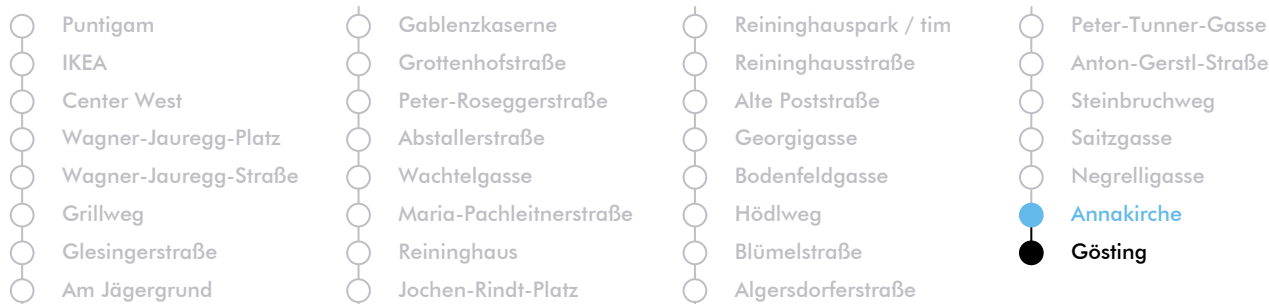 Puntigam
IKEA
Center West
Wagner-Jauregg-Platz
Wagner-Jauregg-Straße
Grillweg
Glesingerstraße
Am Jägergrund
Gablenzkaserne
Grottenhofstraße
Peter-Roseggerstraße
Abstallerstraße
Wachtelgasse
Maria-Pachleitnerstraße
Reininghaus
Jochen-Rindt-Platz
Reininghauspark / tim
Reininghausstraße
Alte Poststraße
Georgigasse
Bodenfeldgasse
Hödlweg
Blümelstraße
Algersdorferstraße
Peter-Tunner-Gasse
Anton-Gerstl-Straße
Steinbruchweg
Saitzgasse
Negrelligasse
Annakirche
Gösting